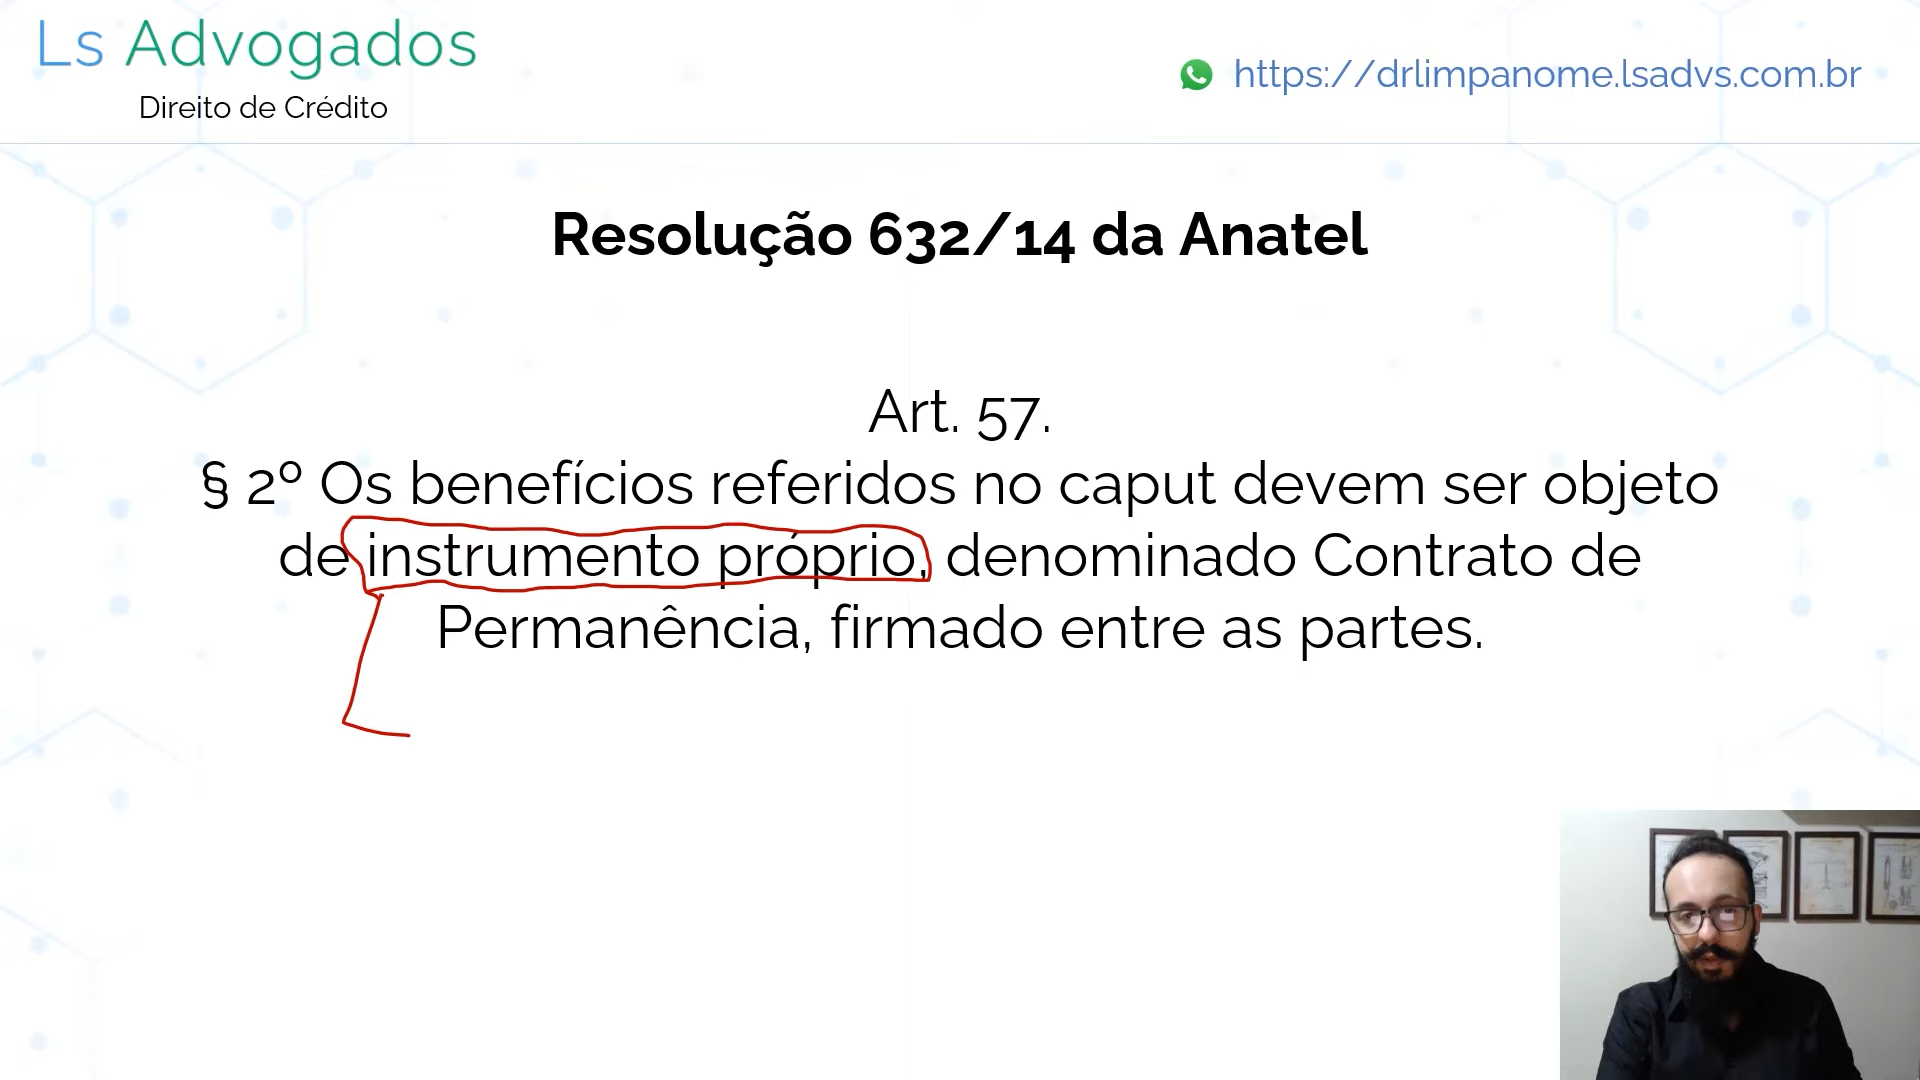 Ls Advogados
Direito de Crédito
https://drlimpanome.lsadvs.com.br
Resolução 632/14 da Anatel
Art. 57.
§ 2º Os benefícios referidos no caput devem ser objeto
de instrumento próprio, denominado Contrato de
Permanência, firmado entre as partes.